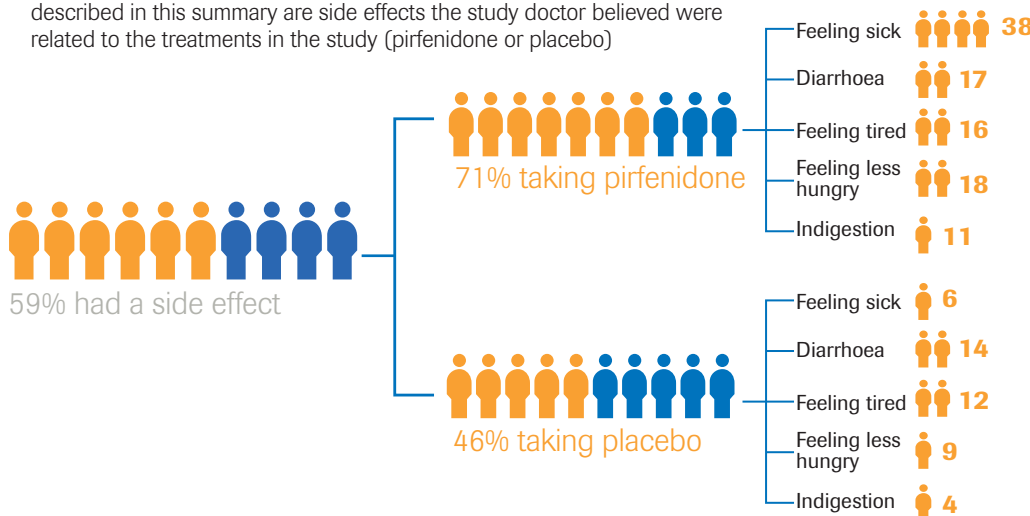 described in this summary are side effects the study doctor believed were
related to the treatments in the study (pirfenidone or placebo)
59% had a side effect
71% taking pirfenidone
Feeling sick 38
Diarrhoea 17
Feeling tired 16
Feeling less
hungry 18
Indigestion 11
46% taking placebo
Feeling sick 6
Diarrhoea 14
Feeling tired 12
Feeling less
hungry 9
Indigestion 4